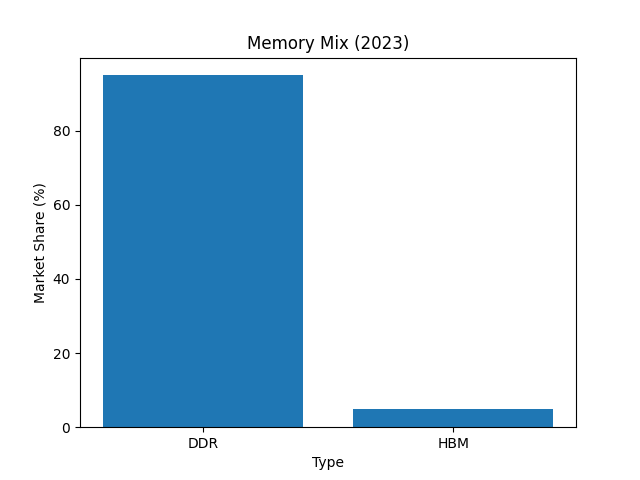 Memory Mix (2023)
Market Share (%)
80
60
40
20
0
DDR HBM
Type